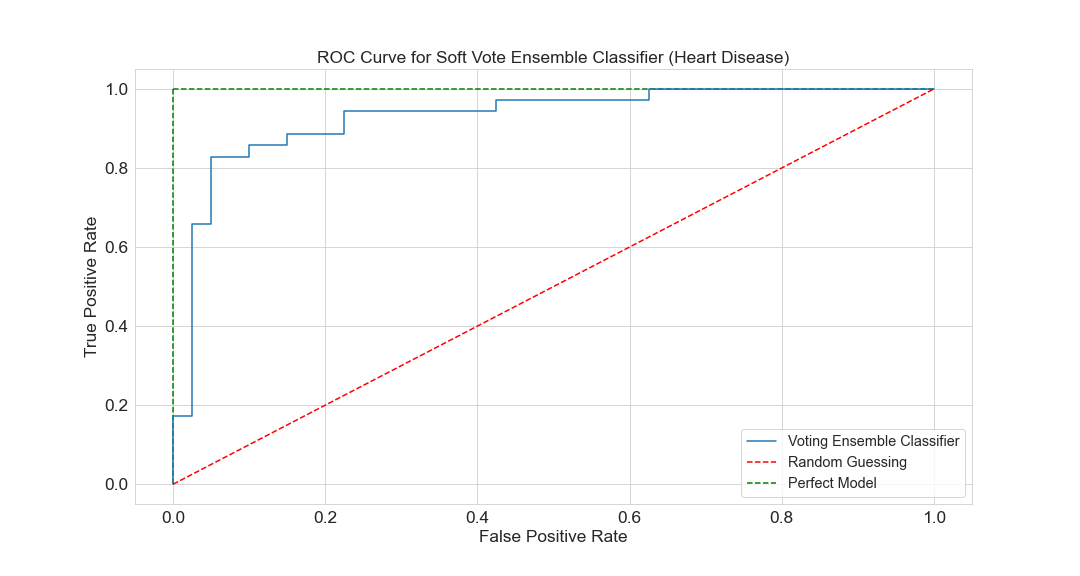 ROC Curve for Soft Vote Ensemble Classifier (Heart Disease)
1.0
0.8
0.6
0.4
0.2
0.0
True Positive Rate
0.0 0.2 0.4 0.6 0.8 1.0
False Positive Rate
Voting Ensemble Classifier
Random Guessing
Perfect Model